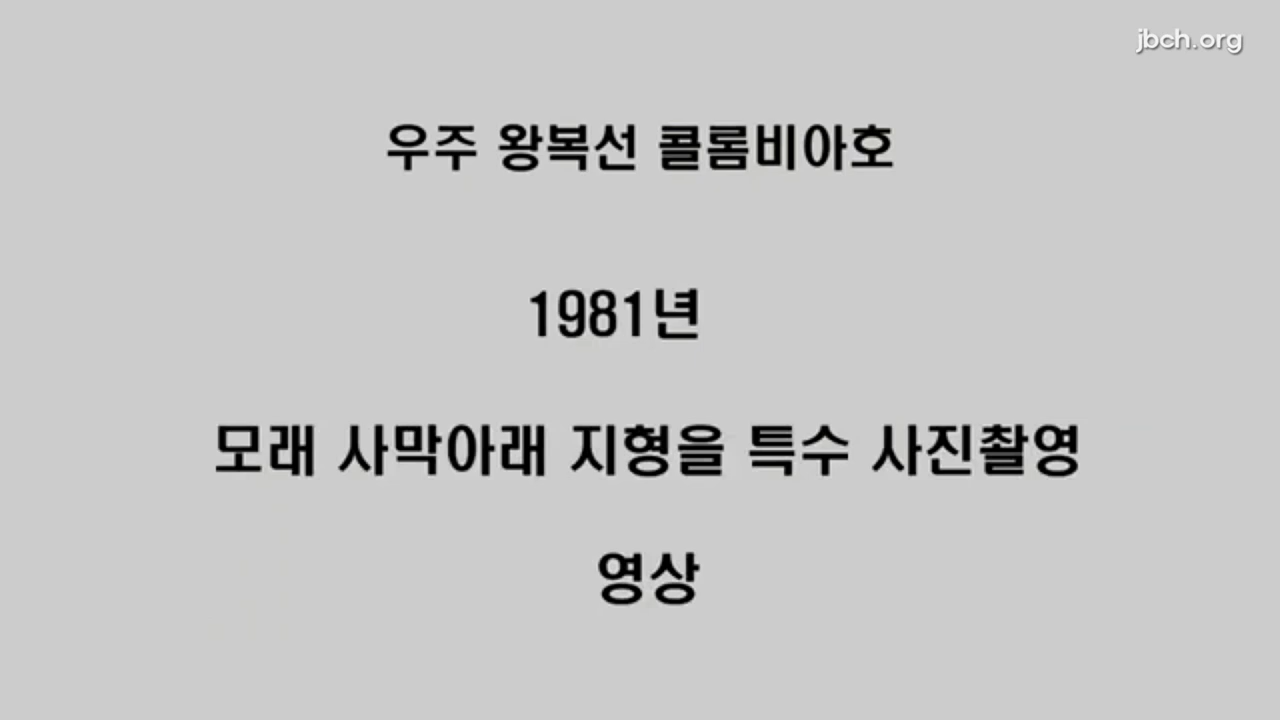 jbch.org
우주 왕복선 콜롬비아호
1981년
모래 사막아래 지형을 특수 사진촬영
영상